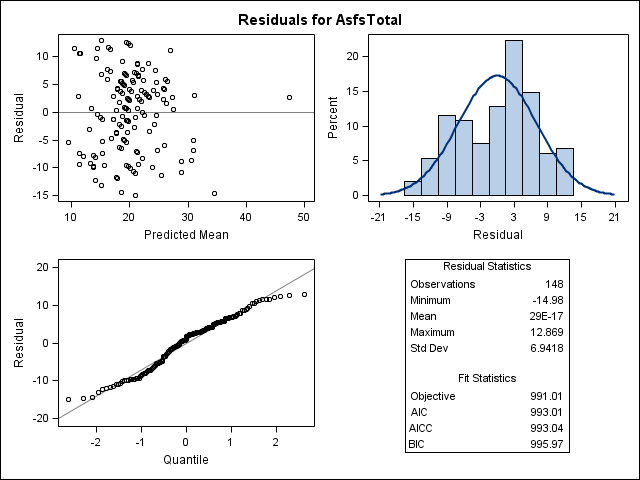 Residuals for AsfsTotal
10
5
0
-5
-10
-15
Residual
10 20 30 40 50
Predicted Mean
20
15
10
5
0
Percent
-21 -15 -9 -3 3 9 15 21
Residual
20
10
0
-10
-20
Residual
-2 -1 0 1 2
Quantile
Residual Statistics
Observations 148
Minimum -14.98
Mean 29E-17
Maximum 12.869
Std Dev 6.9418
Fit Statistics
Objective 991.01
AIC 993.01
AICC 993.04
BIC 995.97